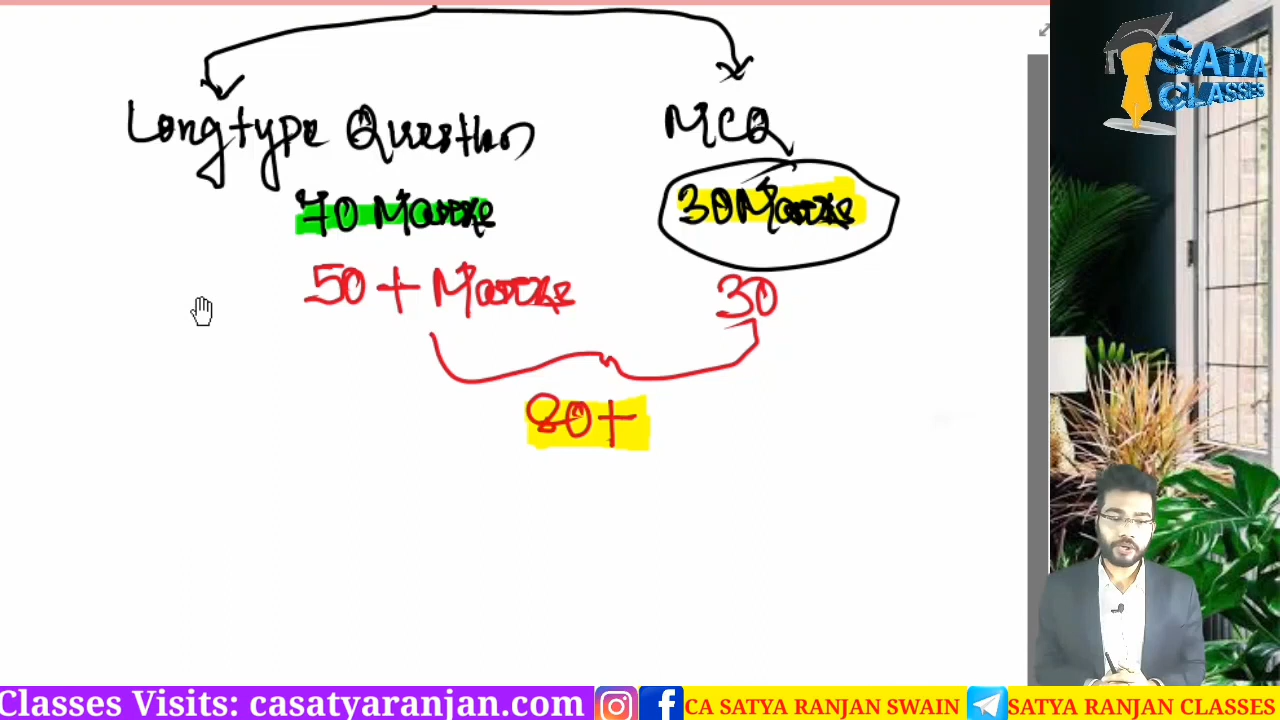 SATYA
CLASSES
Longtype Question MCQ
70 Marks 30 Marks
50 + Marks 30
80+
Classes Visits: casatyaranjan.com CA SATYA RANJAN SWAIN SATYA RANJAN CLASSES